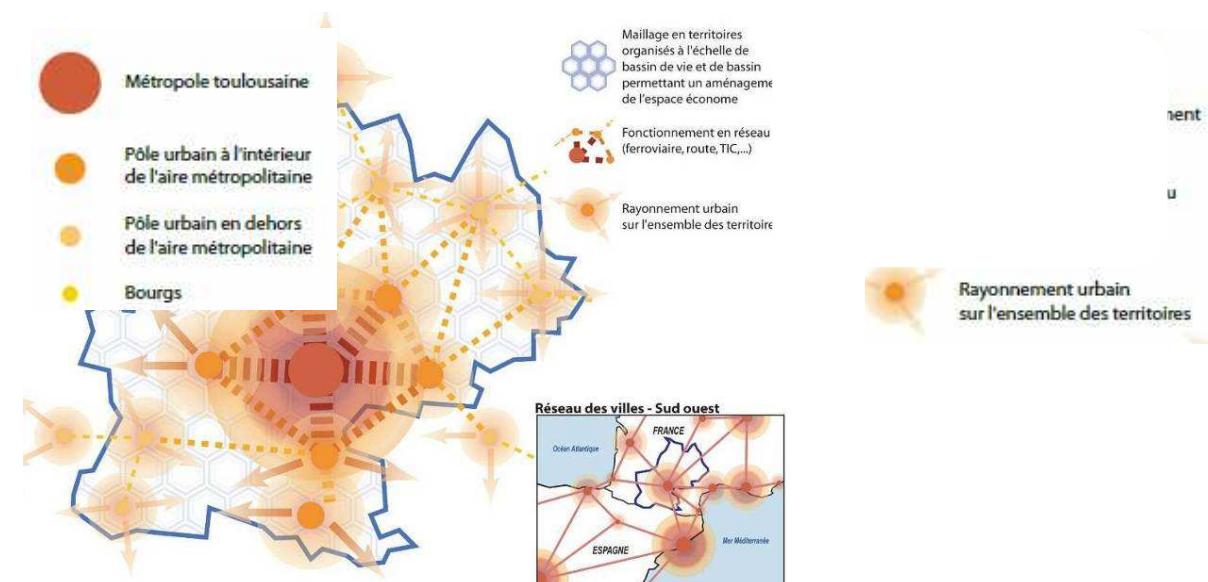 Métropole toulousaine
Pôle urbain à l'intérieur
de l'aire métropolitaine
Pôle urbain en dehors
de l'aire métropolitaine
Bourgs
Maillage en territoires
organisés à l'échelle de
bassin de vie et de bassin
permettant un aménageme
de l'espace économe
Fonctionnement en réseau
(ferroviaire, route, TIC,...)
Rayonnement urbain
sur l'ensemble des territoire
Réseau des villes - Sud ouest
FRANCE
Océan Atlantique
ESPAGNE
Mer Méditerranée
ment
u
Rayonnement urbain
sur l'ensemble des territoires